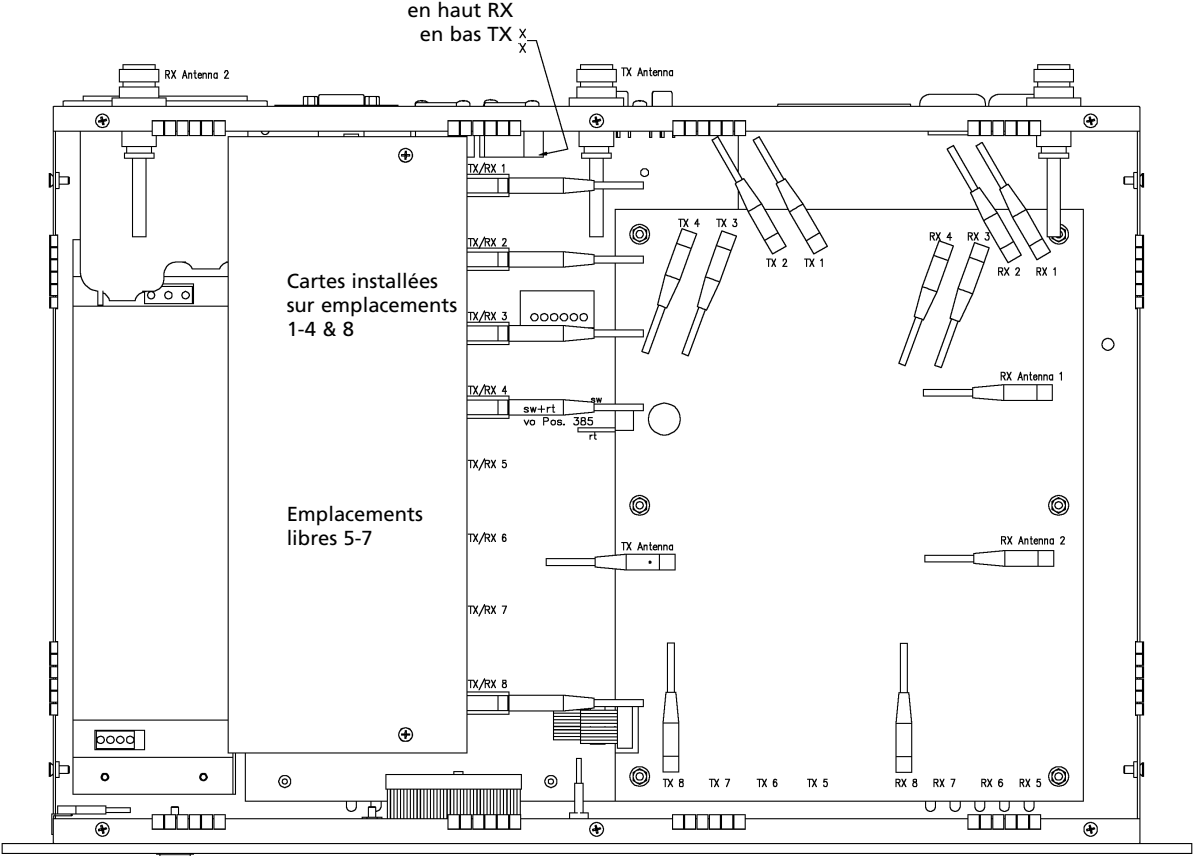 en haut RX
en bas TX x
x
RX Antenna 2
TX Antenna
TX/RX 1
TX/RX 2
TX/RX 3
TX/RX 4
TX/RX 5
TX/RX 6
TX/RX 7
TX/RX 8
Cartes installées
sur emplacements
1-4 & 8
Emplacements
libres 5-7
sw
sw+rt
vo Pos. 385
rt
TX 4
TX 3
TX 2
TX 1
RX 4
RX 3
RX 2
RX 1
RX Antenna 1
TX Antenna
RX Antenna 2
TX 8
TX 7
TX 6
TX 5
RX 8
RX 7
RX 6
RX 5